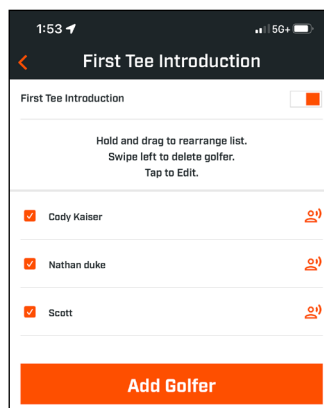 1:53 5G+
First Tee Introduction
First Tee Introduction
Hold and drag to rearrange list.
Swipe left to delete golfer.
Tap to Edit.
Cody Kaiser
Nathan duke
Scott
Add Golfer